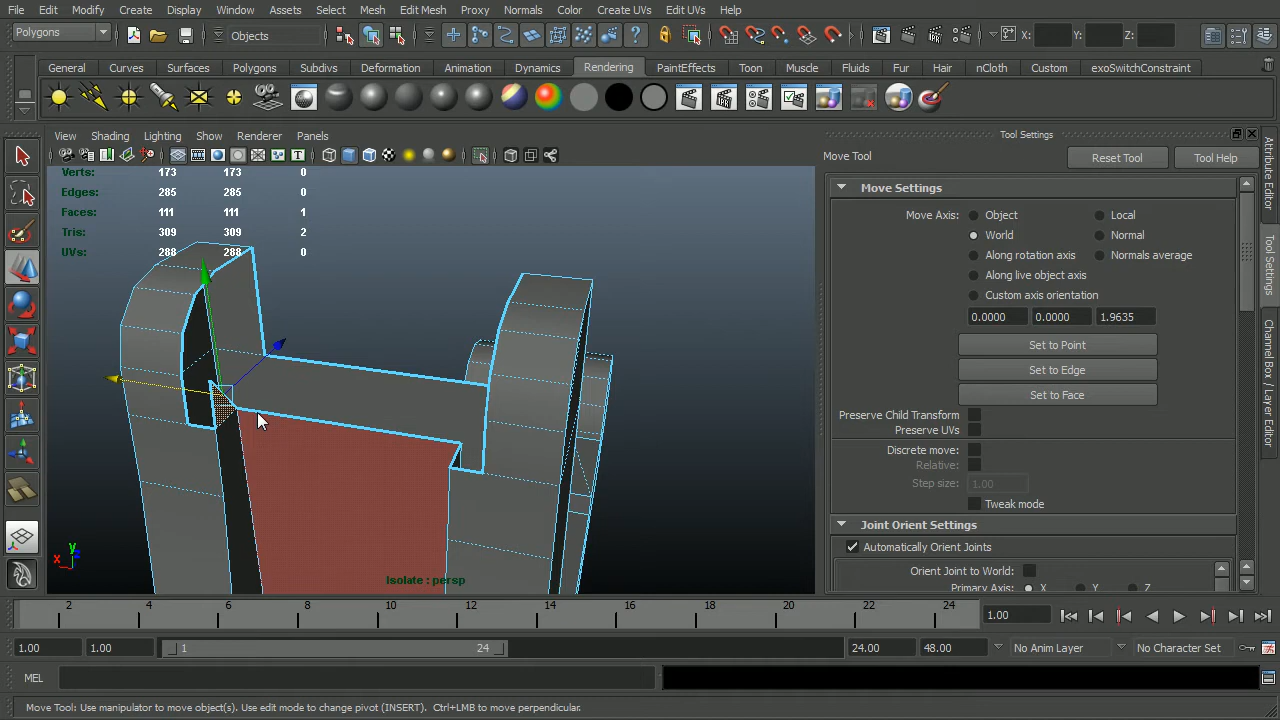 File Edit Modify Create Display Window Assets Select Mesh Edit Mesh Proxy Normals Color Create UVs Edit UVs Help
Polygons Objects X: Y: Z:
General Curves Surfaces Polygons Subdivs Deformation Animation Dynamics Rendering PaintEffects Toon Muscle Fluids Fur Hair nCloth Custom exoSwitchConstraint
View Shading Lighting Show Renderer Panels
Tool Settings
Move Tool Reset Tool Tool Help
Verts: 173 173 0
Edges: 285 285 0
Faces: 111 111 1
Tris: 309 309 2
UVs: 288 288 0
Move Settings
Move Axis: Object Local
World Normal
Along rotation axis Normals average
Along live object axis
Custom axis orientation
0.0000 0.0000 1.9635
Set to Point
Set to Edge
Set to Face
Preserve Child Transform
Preserve UVs
Discrete move:
Relative:
Step size: 1.00
Tweak mode
Joint Orient Settings
Automatically Orient Joints
Orient Joint to World:
Primary Axis: X Y Z
Attribute Editor
Tool Settings
Channel Box / Layer Editor
y
z
x
Isolate : persp
2 4 6 8 10 12 14 16 18 20 22 24
1.00
1.00 1.00 1 24 24.00 48.00 No Anim Layer No Character Set
MEL
Move Tool: Use manipulator to move object(s). Use edit mode to change pivot (INSERT). Ctrl+LMB to move perpendicular.